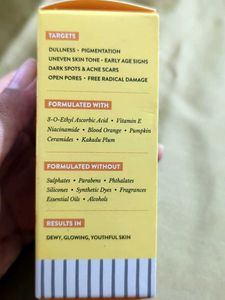 TARGETS
DULLNESS • PIGMENTATION
UNEVEN SKIN TONE • EARLY AGE SIGNS
DARK SPOTS & ACNE SCARS
OPEN PORES • FREE RADICAL DAMAGE
FORMULATED WITH
3-O-Ethyl Ascorbic Acid • Vitamin E
Niacinamide • Blood Orange • Pumpkin
Ceramides • Kakadu Plum
FORMULATED WITHOUT
Sulphates • Parabens • Phthalates
Silicones • Synthetic Dyes • Fragrances
Essential Oils • Alcohols
RESULTS IN
DEWY, GLOWING, YOUTHFUL SKIN